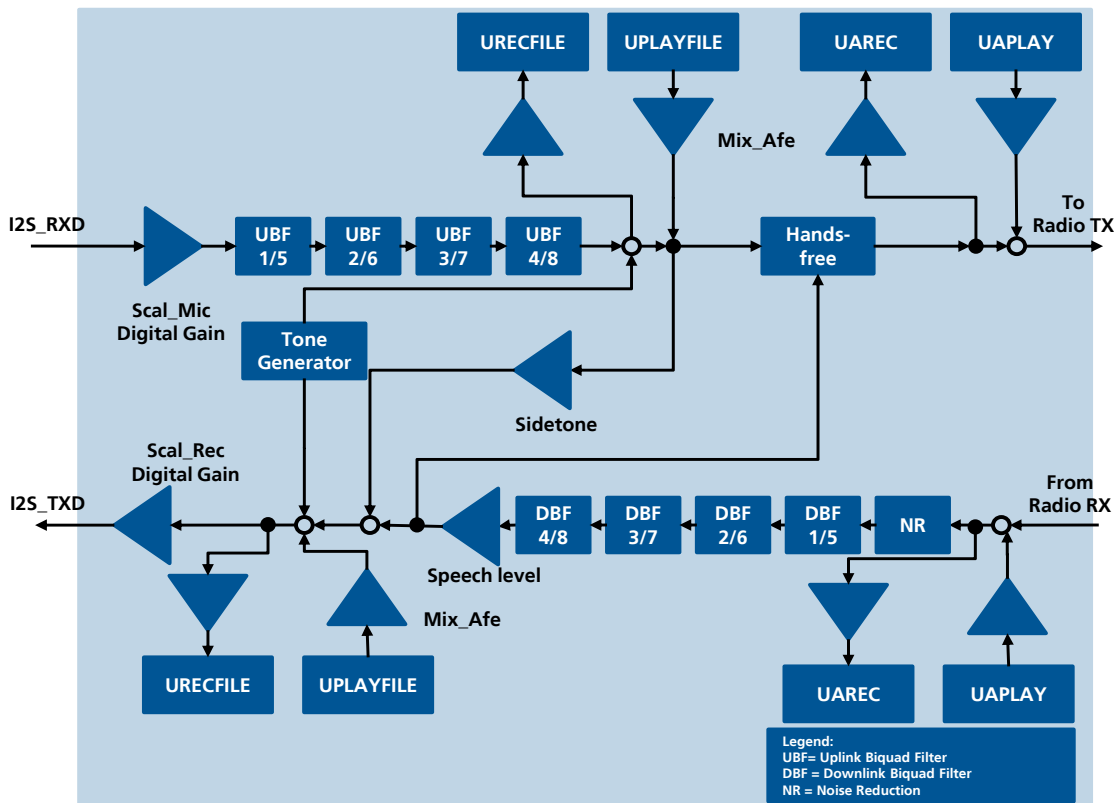 URECFILE
UPLAYFILE
UAREC
UAPLAY
Mix_Afe
I2S_RXD
To
Radio TX
UBF
1/5
UBF
2/6
UBF
3/7
UBF
4/8
Hands-
free
Scal_Mic
Digital Gain
Tone
Generator
Sidetone
Scal_Rec
Digital Gain
I2S_TXD
From
Radio RX
DBF
4/8
DBF
3/7
DBF
2/6
DBF
1/5
NR
Speech level
Mix_Afe
URECFILE
UPLAYFILE
UAREC
UAPLAY
Legend:
UBF= Uplink Biquad Filter
DBF = Downlink Biquad Filter
NR = Noise Reduction